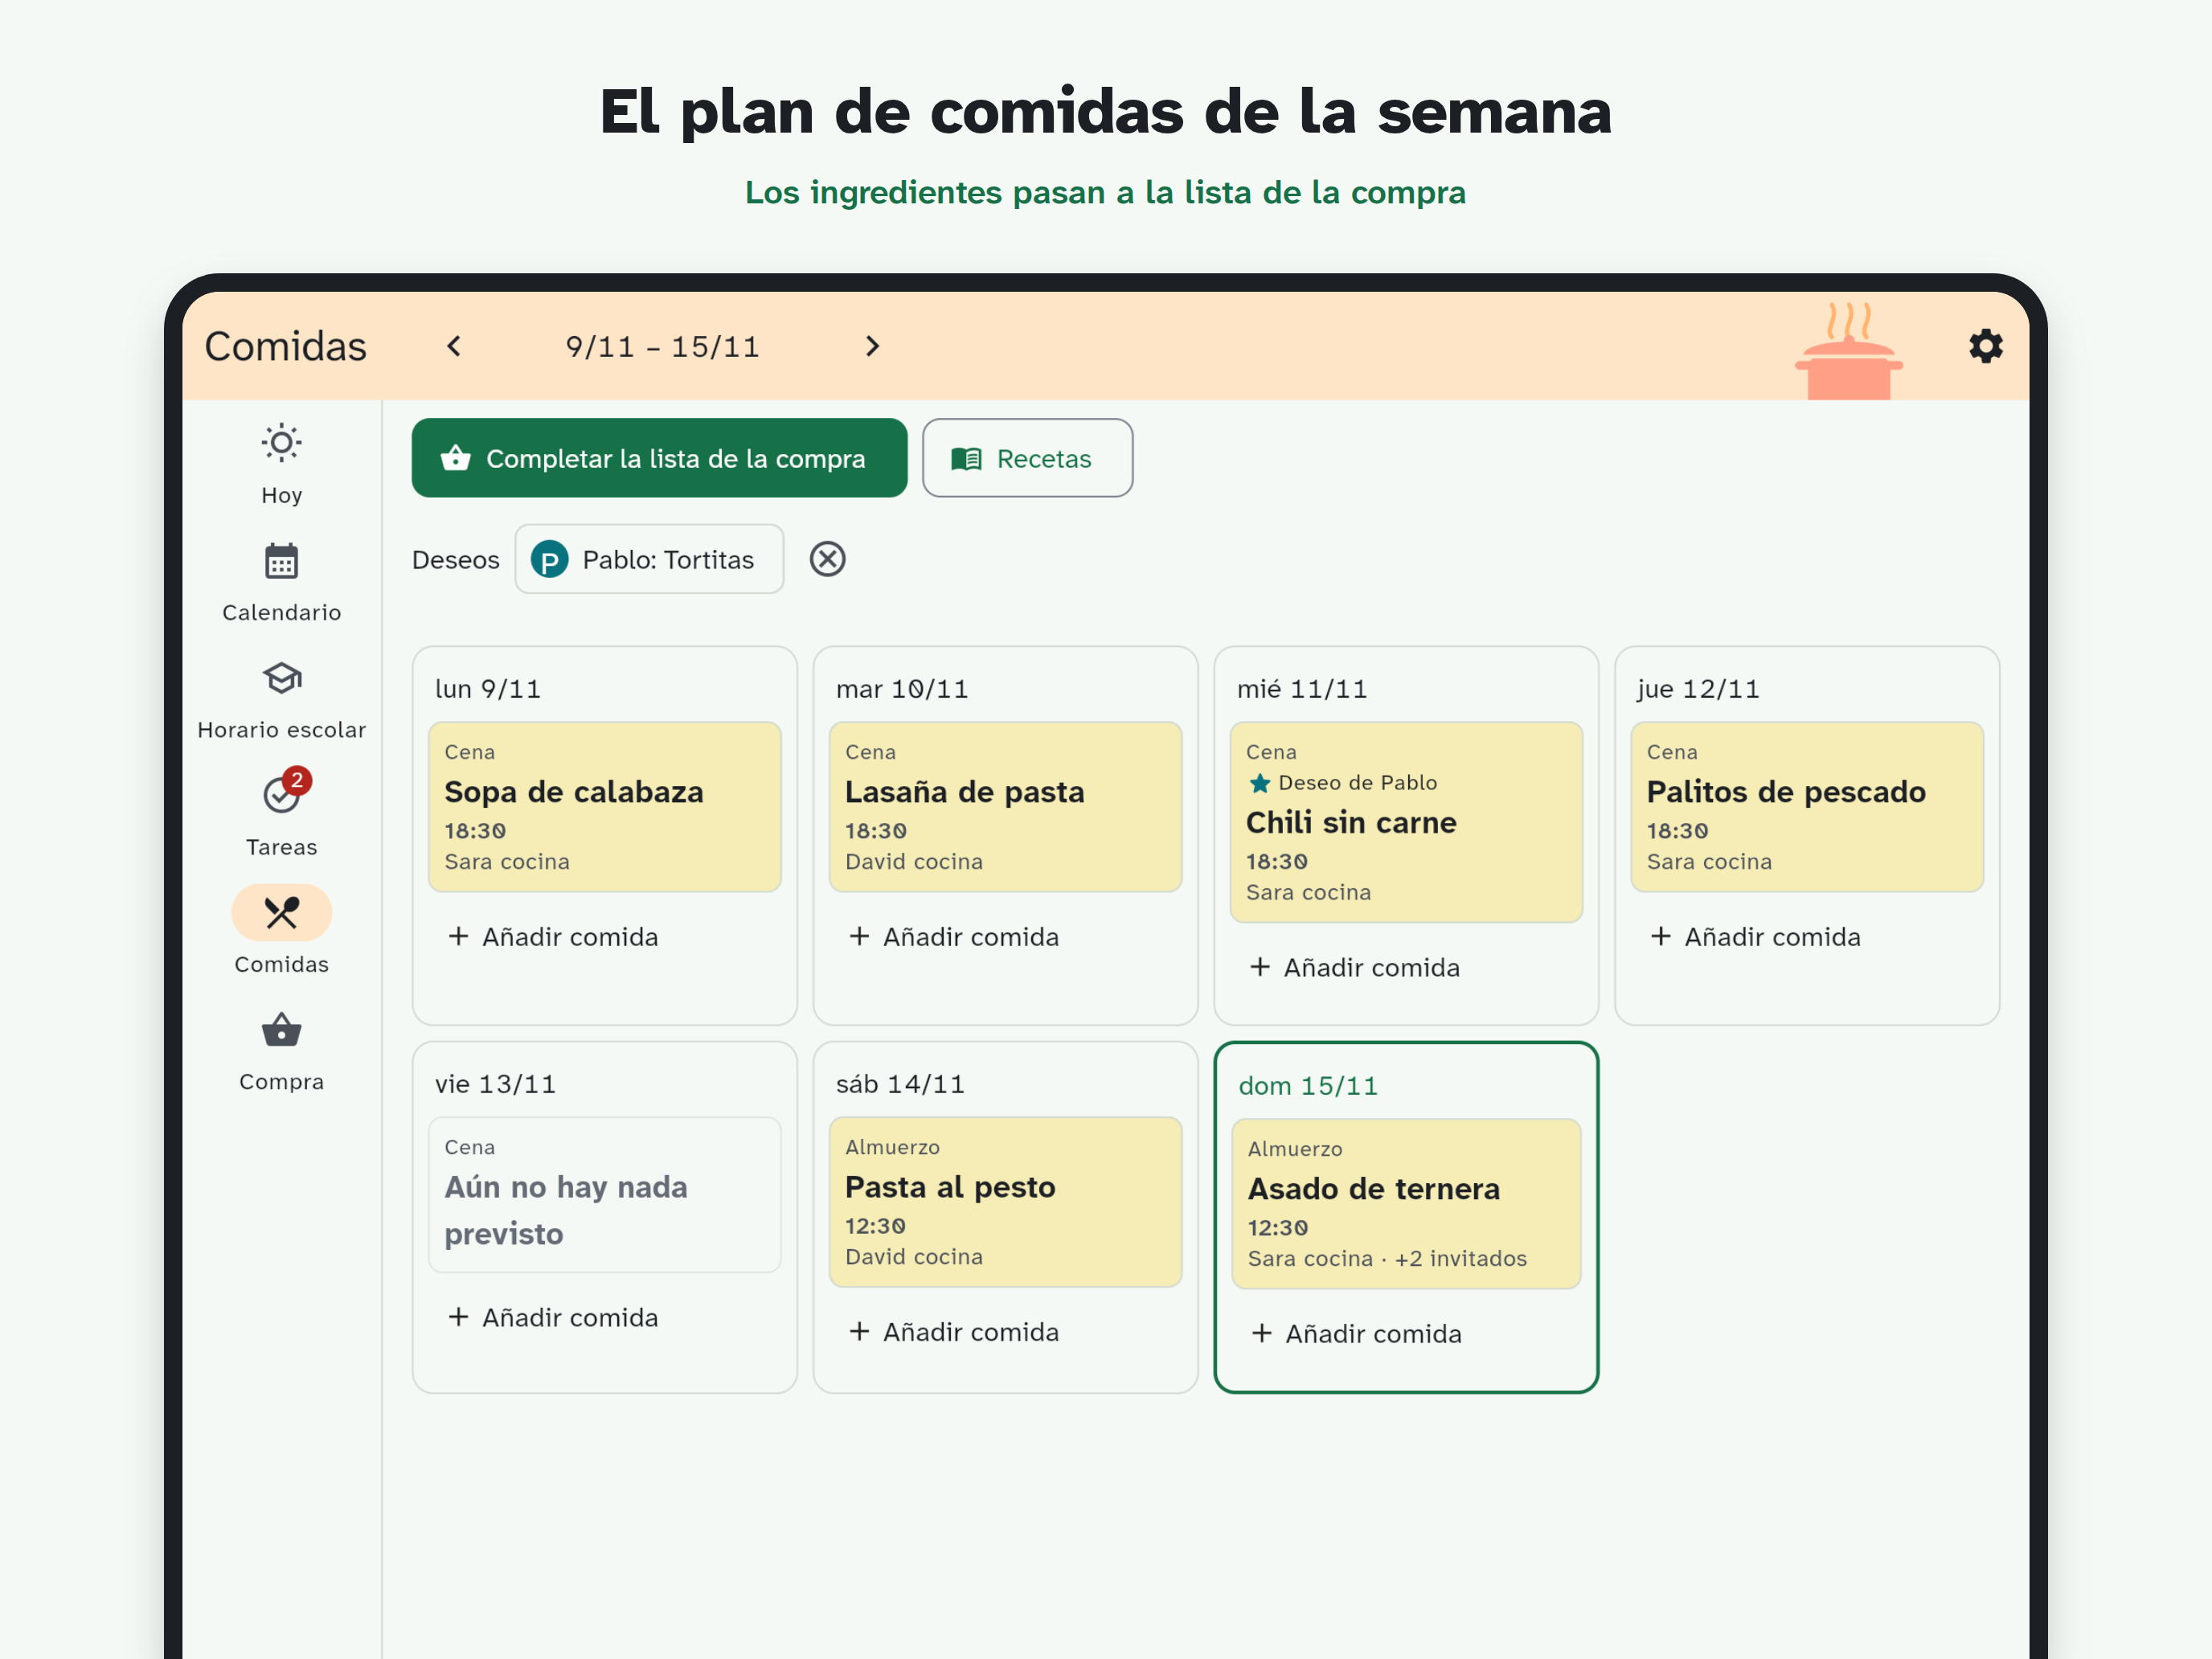 El plan de comidas de la semana
Los ingredientes pasan a la lista de la compra
Comidas
9/11 – 15/11
Hoy
Calendario
Horario escolar
2
Tareas
Comidas
Compra
Completar la lista de la compra
Recetas
Deseos
P
Pablo: Tortitas
lun 9/11
Cena
Sopa de calabaza
18:30
Sara cocina
Añadir comida
mar 10/11
Cena
Lasaña de pasta
18:30
David cocina
Añadir comida
mié 11/11
Cena
Deseo de Pablo
Chili sin carne
18:30
Sara cocina
Añadir comida
jue 12/11
Cena
Palitos de pescado
18:30
Sara cocina
Añadir comida
vie 13/11
Cena
Aún no hay nada
previsto
Añadir comida
sáb 14/11
Almuerzo
Pasta al pesto
12:30
David cocina
Añadir comida
dom 15/11
Almuerzo
Asado de ternera
12:30
Sara cocina · +2 invitados
Añadir comida